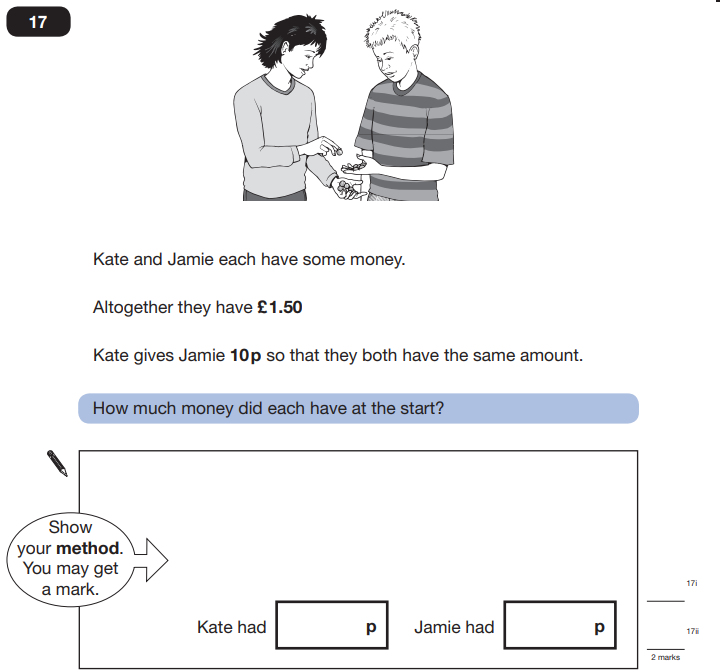 17
Kate and Jamie each have some money.
Altogether they have £1.50
Kate gives Jamie 10p so that they both have the same amount.
How much money did each have at the start?
Show
your method.
You may get
a mark.
Kate had p Jamie had p
17i
17ii
2 marks